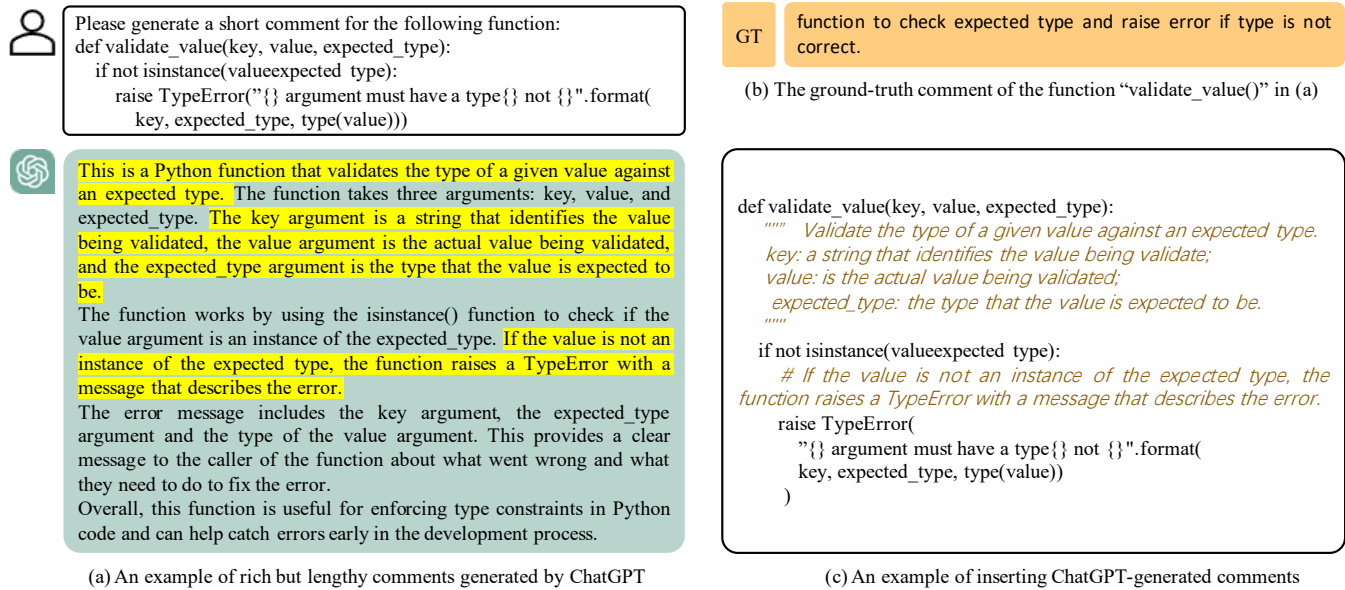 Please generate a short comment for the following function:
def validate_value(key, value, expected_type):
if not isinstance(valueexpected type):
raise TypeError("{} argument must have a type{} not {}".format(
key, expected_type, type(value)))
This is a Python function that validates the type of a given value against
an expected type. The function takes three arguments: key, value, and
expected_type. The key argument is a string that identifies the value
being validated, the value argument is the actual value being validated,
and the expected_type argument is the type that the value is expected to
be.
The function works by using the isinstance() function to check if the
value argument is an instance of the expected_type. If the value is not an
instance of the expected type, the function raises a TypeError with a
message that describes the error.
The error message includes the key argument, the expected_type
argument and the type of the value argument. This provides a clear
message to the caller of the function about what went wrong and what
they need to do to fix the error.
Overall, this function is useful for enforcing type constraints in Python
code and can help catch errors early in the development process.
(a) An example of rich but lengthy comments generated by ChatGPT
GT
function to check expected type and raise error if type is not
correct.
(b) The ground-truth comment of the function “validate_value()” in (a)
def validate_value(key, value, expected_type):
""" Validate the type of a given value against an expected type.
key: a string that identifies the value being validate;
value: is the actual value being validated;
expected_type: the type that the value is expected to be.
"""
if not isinstance(valueexpected type):
# If the value is not an instance of the expected type, the
function raises a TypeError with a message that describes the error.
raise TypeError(
"{} argument must have a type{} not {}".format(
key, expected_type, type(value))
)
(c) An example of inserting ChatGPT-generated comments